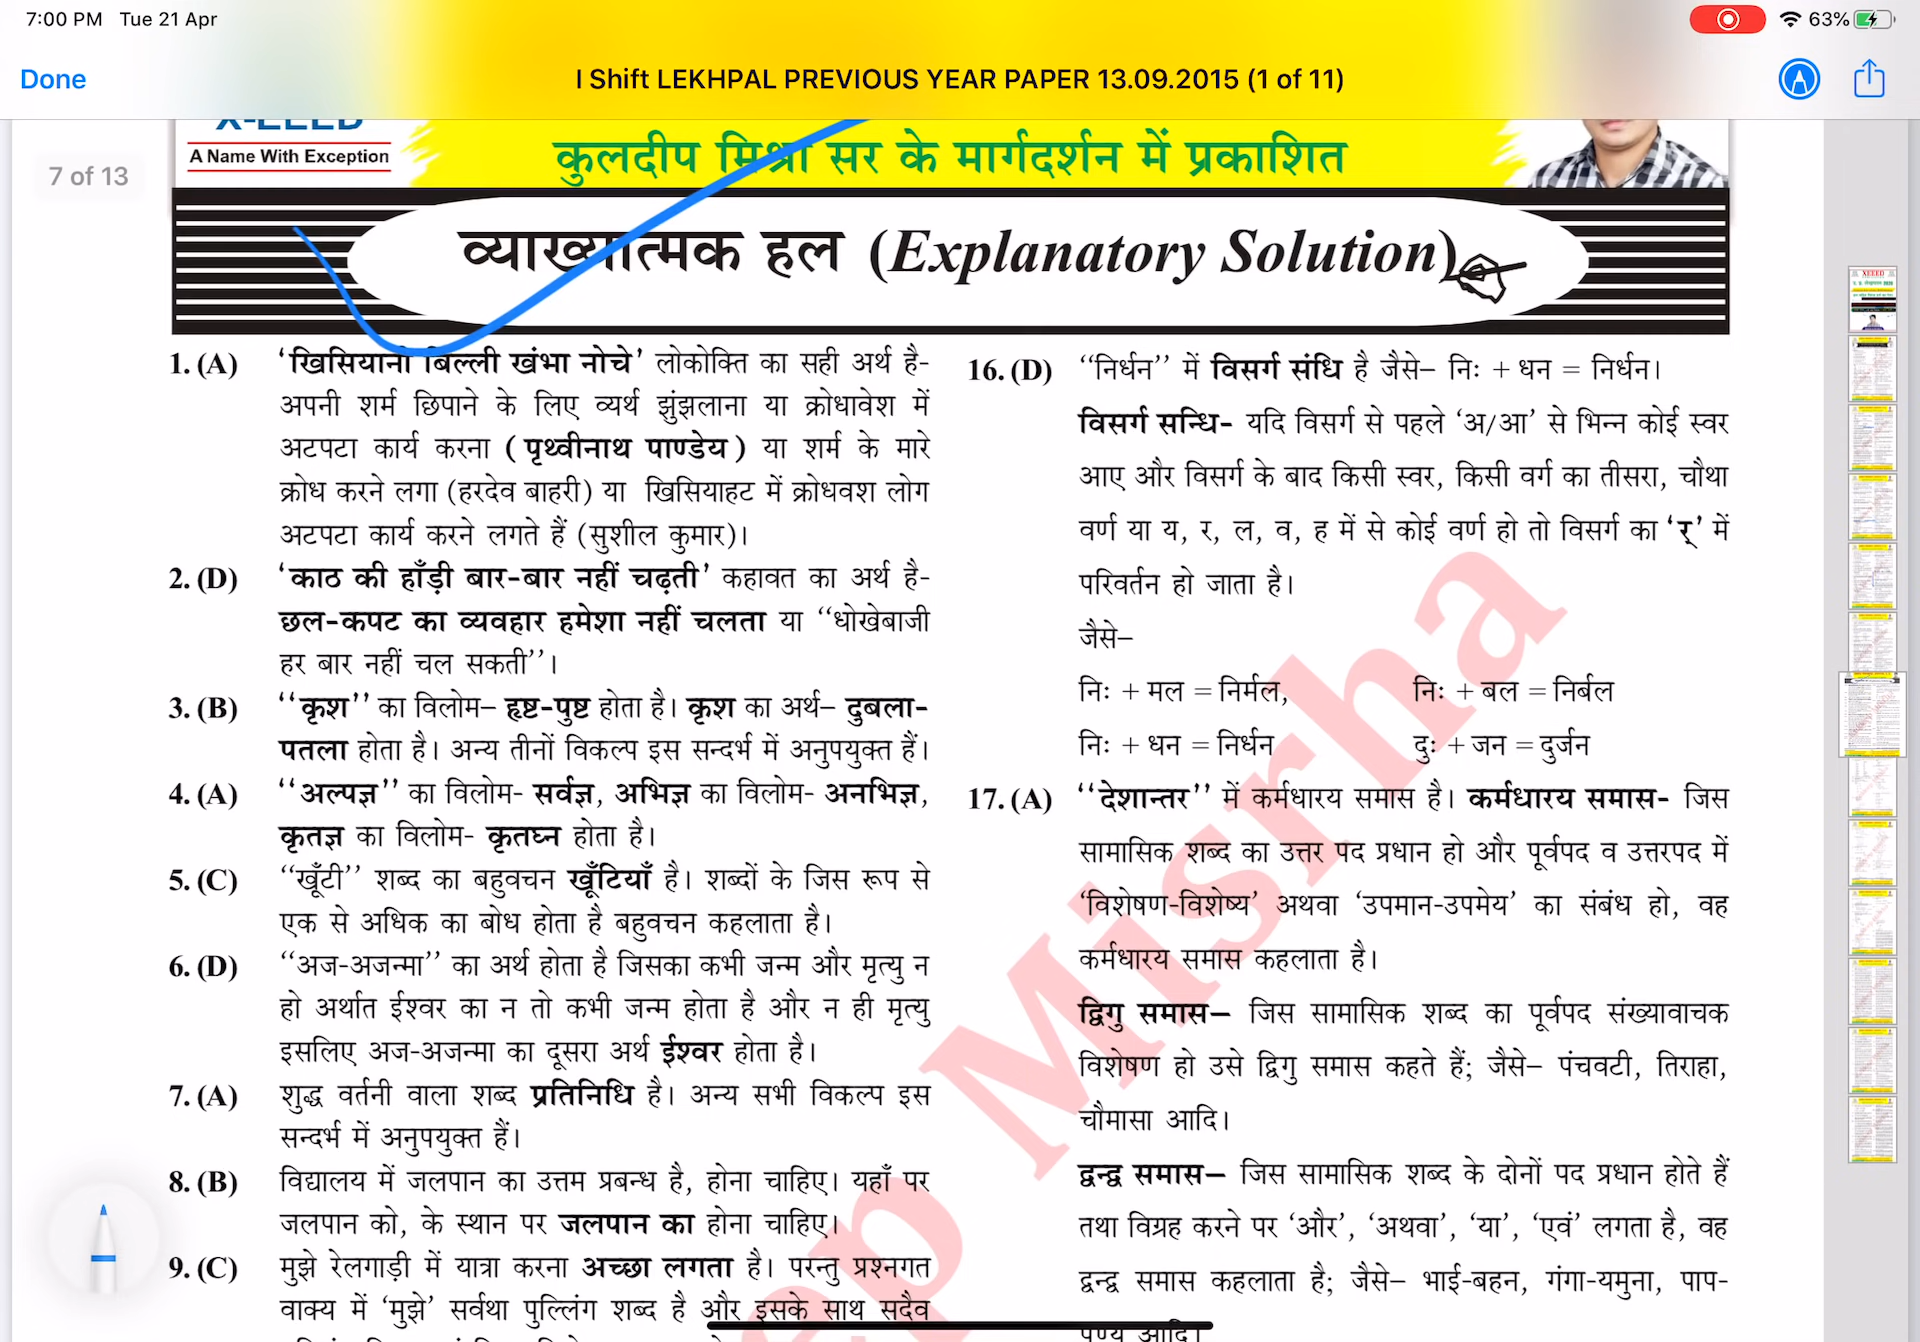 7:00 PM Tue 21 Apr
63%
Done
I Shift LEKHPAL PREVIOUS YEAR PAPER 13.09.2015 (1 of 11)
7 of 13
A Name With Exception
कुलदीप मिश्रा सर के मार्गदर्शन में प्रकाशित
व्याख्यात्मक हल (Explanatory Solution)
1. (A) ‘खिसियानी बिल्ली खंभा नोचे’ लोकोक्ति का सही अर्थ है-
अपनी शर्म छिपाने के लिए व्यर्थ झुंझलाना या क्रोधावेश में
अटपटा कार्य करना (पृथ्वीनाथ पाण्डेय) या शर्म के मारे
क्रोध करने लगा (हरदेव बाहरी) या खिसियाहट में क्रोधवश लोग
अटपटा कार्य करने लगते हैं (सुशील कुमार)।
2. (D) ‘काठ की हाँड़ी बार-बार नहीं चढ़ती’ कहावत का अर्थ है-
छल-कपट का व्यवहार हमेशा नहीं चलता या ‘‘धोखेबाजी
हर बार नहीं चल सकती’’।
3. (B) ‘‘कृश’’ का विलोम– हृष्ट-पुष्ट होता है। कृश का अर्थ– दुबला-
पतला होता है। अन्य तीनों विकल्प इस सन्दर्भ में अनुपयुक्त हैं।
4. (A) ‘‘अल्पज्ञ’’ का विलोम- सर्वज्ञ, अभिज्ञ का विलोम- अनभिज्ञ,
कृतज्ञ का विलोम- कृतघ्न होता है।
5. (C) ‘‘खूँटी’’ शब्द का बहुवचन खूँटियाँ है। शब्दों के जिस रूप से
एक से अधिक का बोध होता है बहुवचन कहलाता है।
6. (D) ‘‘अज-अजन्मा’’ का अर्थ होता है जिसका कभी जन्म और मृत्यु न
हो अर्थात ईश्वर का न तो कभी जन्म होता है और न ही मृत्यु
इसलिए अज-अजन्मा का दूसरा अर्थ ईश्वर होता है।
7. (A) शुद्ध वर्तनी वाला शब्द प्रतिनिधि है। अन्य सभी विकल्प इस
सन्दर्भ में अनुपयुक्त हैं।
8. (B) विद्यालय में जलपान का उत्तम प्रबन्ध है, होना चाहिए। यहाँ पर
जलपान को, के स्थान पर जलपान का होना चाहिए।
9. (C) मुझे रेलगाड़ी में यात्रा करना अच्छा लगता है। परन्तु प्रश्नगत
वाक्य में ‘मुझे’ सर्वथा पुल्लिंग शब्द है और इसके साथ सदैव
16. (D) ‘‘निर्धन’’ में विसर्ग संधि है जैसे– निः + धन = निर्धन।
विसर्ग सन्धि- यदि विसर्ग से पहले ‘अ/आ’ से भिन्न कोई स्वर
आए और विसर्ग के बाद किसी स्वर, किसी वर्ग का तीसरा, चौथा
वर्ण या य, र, ल, व, ह में से कोई वर्ण हो तो विसर्ग का ‘र्’ में
परिवर्तन हो जाता है।
जैसे–
निः + मल = निर्मल, निः + बल = निर्बल
निः + धन = निर्धन दुः + जन = दुर्जन
17. (A) ‘‘देशान्तर’’ में कर्मधारय समास है। कर्मधारय समास- जिस
सामासिक शब्द का उत्तर पद प्रधान हो और पूर्वपद व उत्तरपद में
‘विशेषण-विशेष्य’ अथवा ‘उपमान-उपमेय’ का संबंध हो, वह
कर्मधारय समास कहलाता है।
द्विगु समास– जिस सामासिक शब्द का पूर्वपद संख्यावाचक
विशेषण हो उसे द्विगु समास कहते हैं; जैसे– पंचवटी, तिराहा,
चौमासा आदि।
द्वन्द्व समास– जिस सामासिक शब्द के दोनों पद प्रधान होते हैं
तथा विग्रह करने पर ‘और’, ‘अथवा’, ‘या’, ‘एवं’ लगता है, वह
द्वन्द्व समास कहलाता है; जैसे– भाई-बहन, गंगा-यमुना, पाप-
पुण्य आदि।
ep Misrha